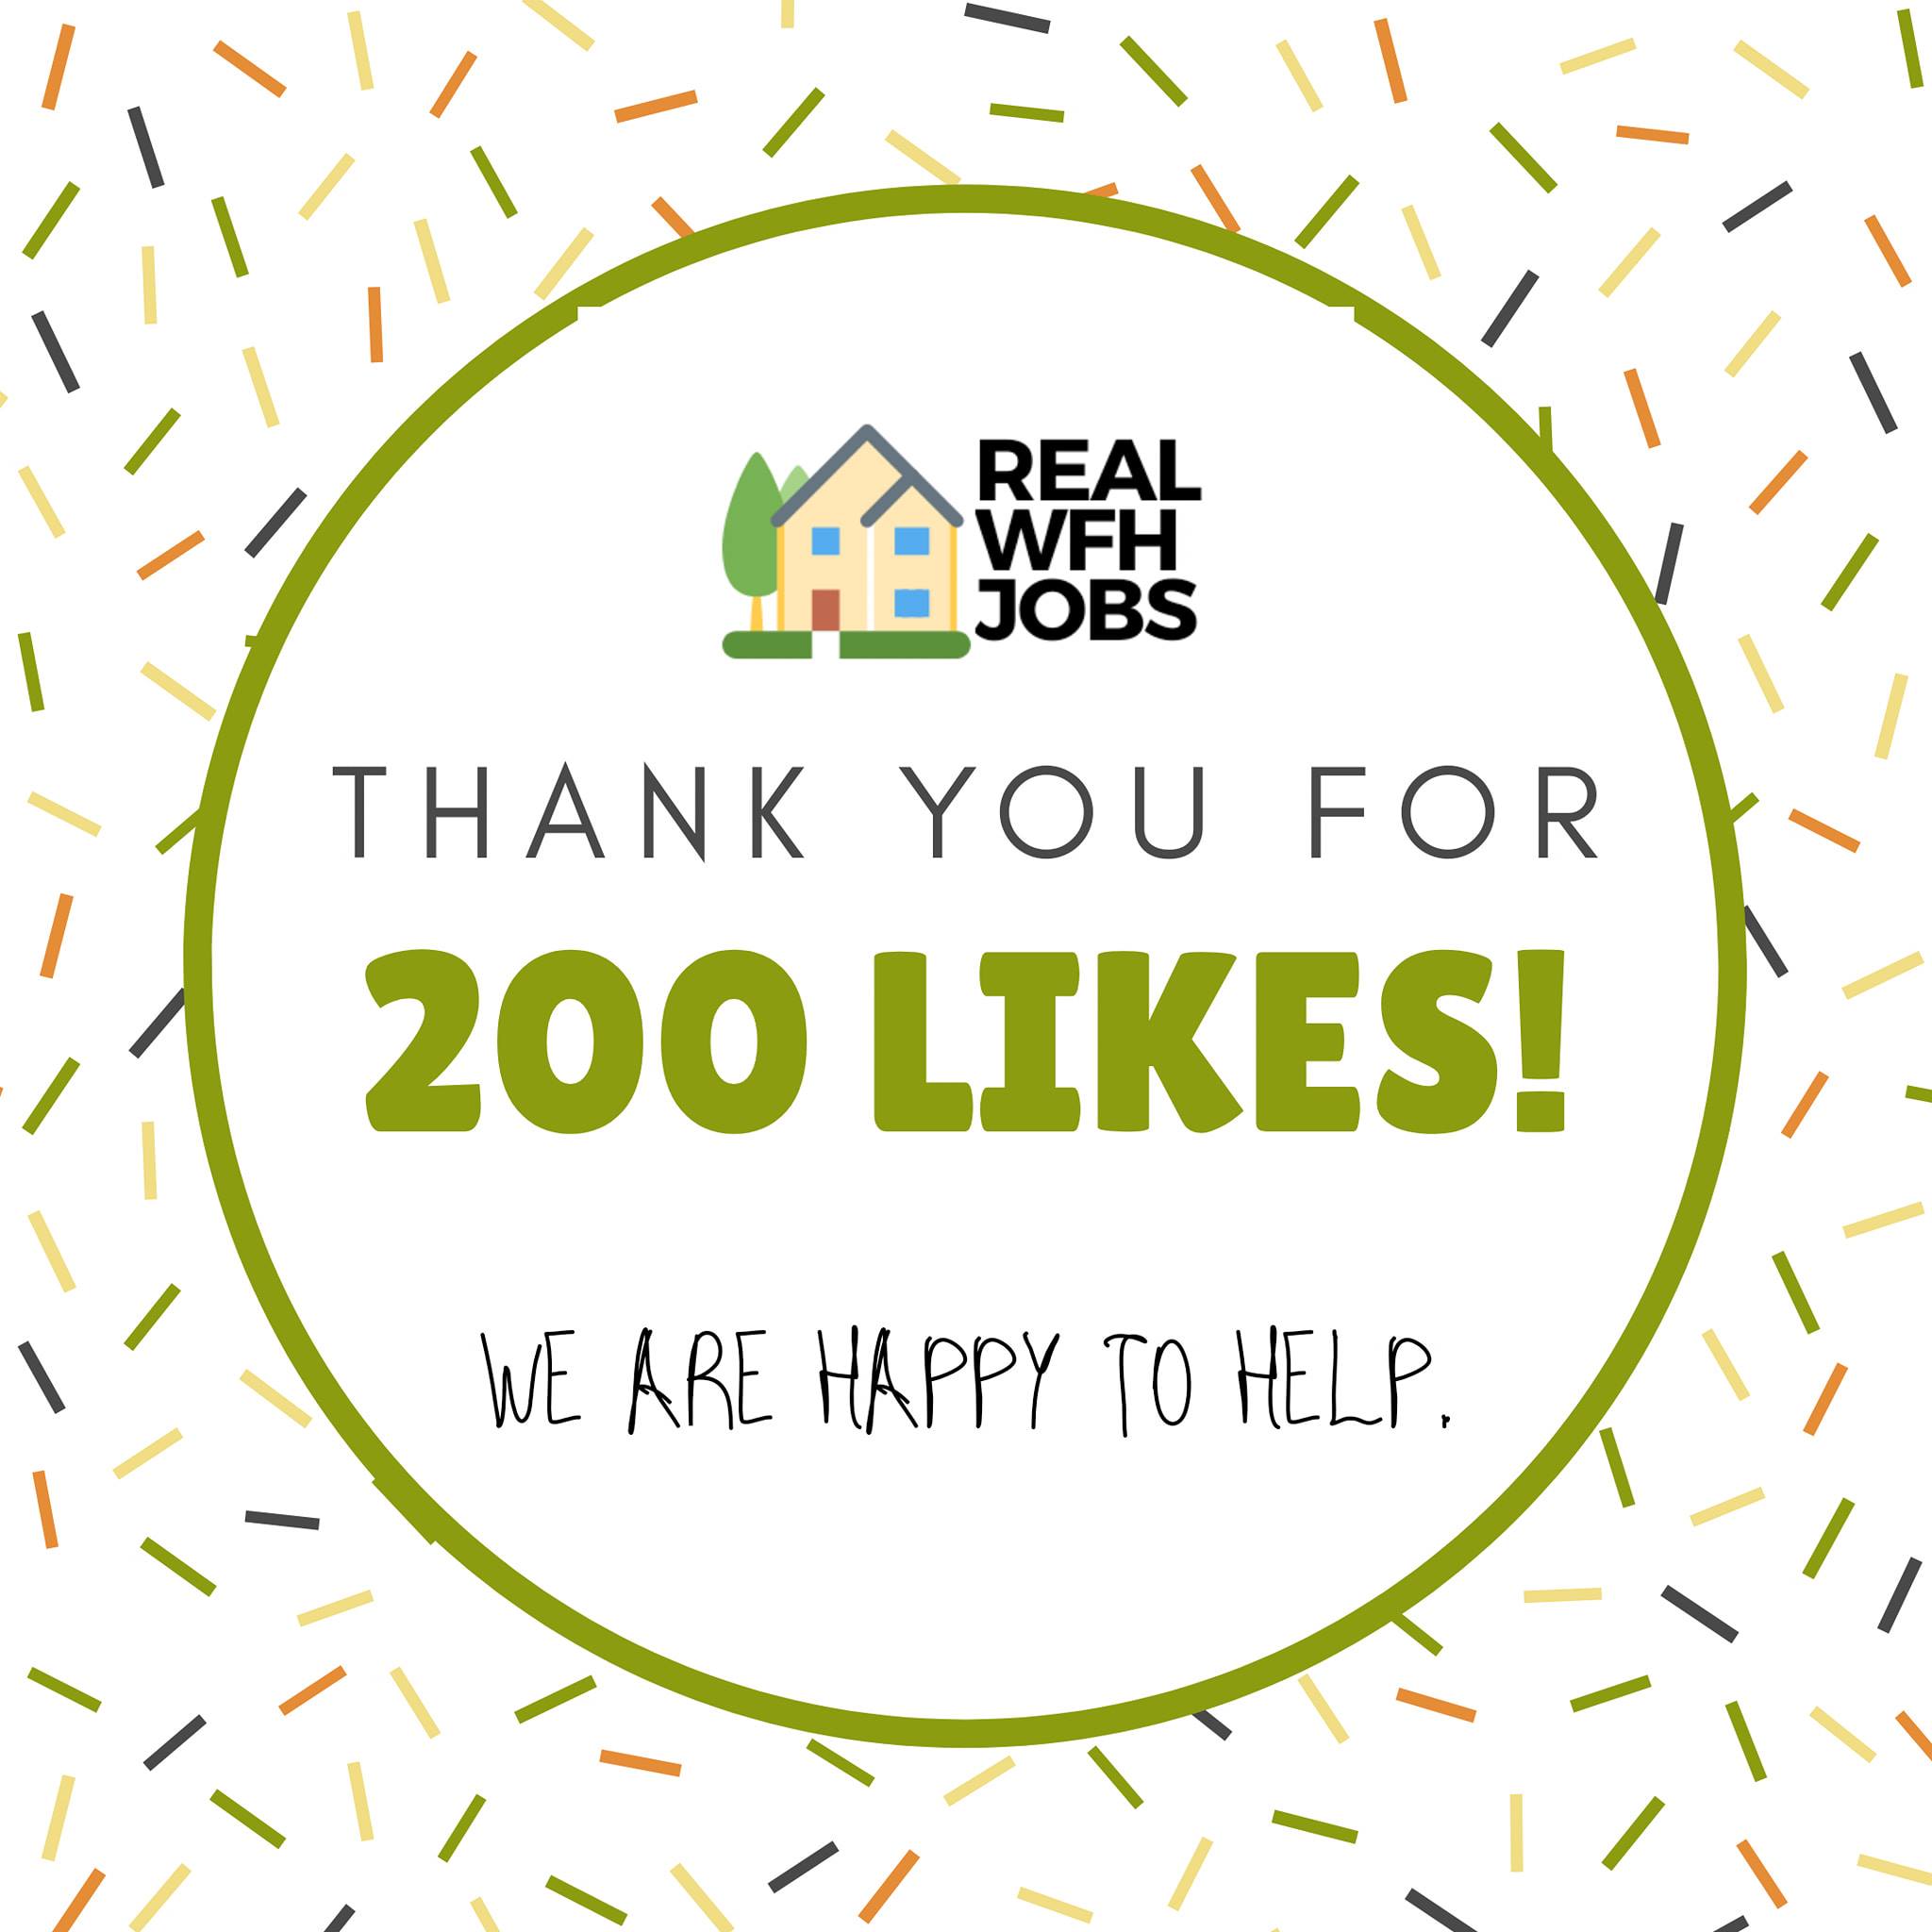 REAL
WFH
JOBS
THANK YOU FOR
200 LIKES!
WE ARE HAPPY TO HELP.